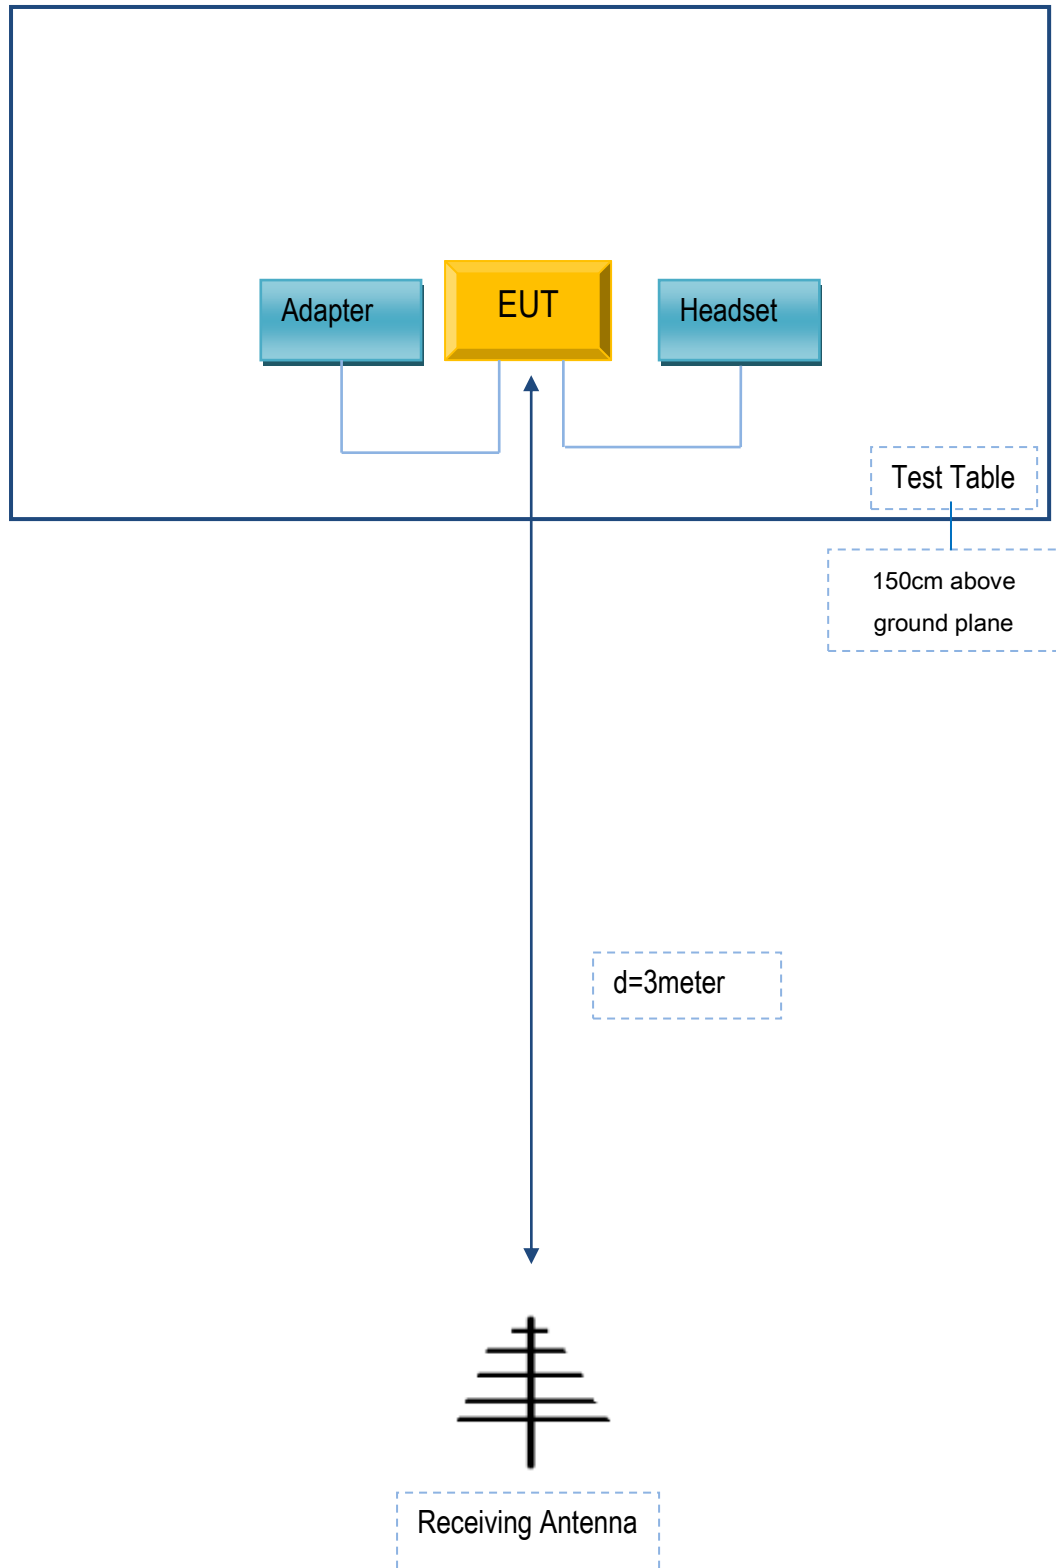 Adapter
EUT
Headset
Test Table
150cm above
ground plane
d=3meter
Receiving Antenna